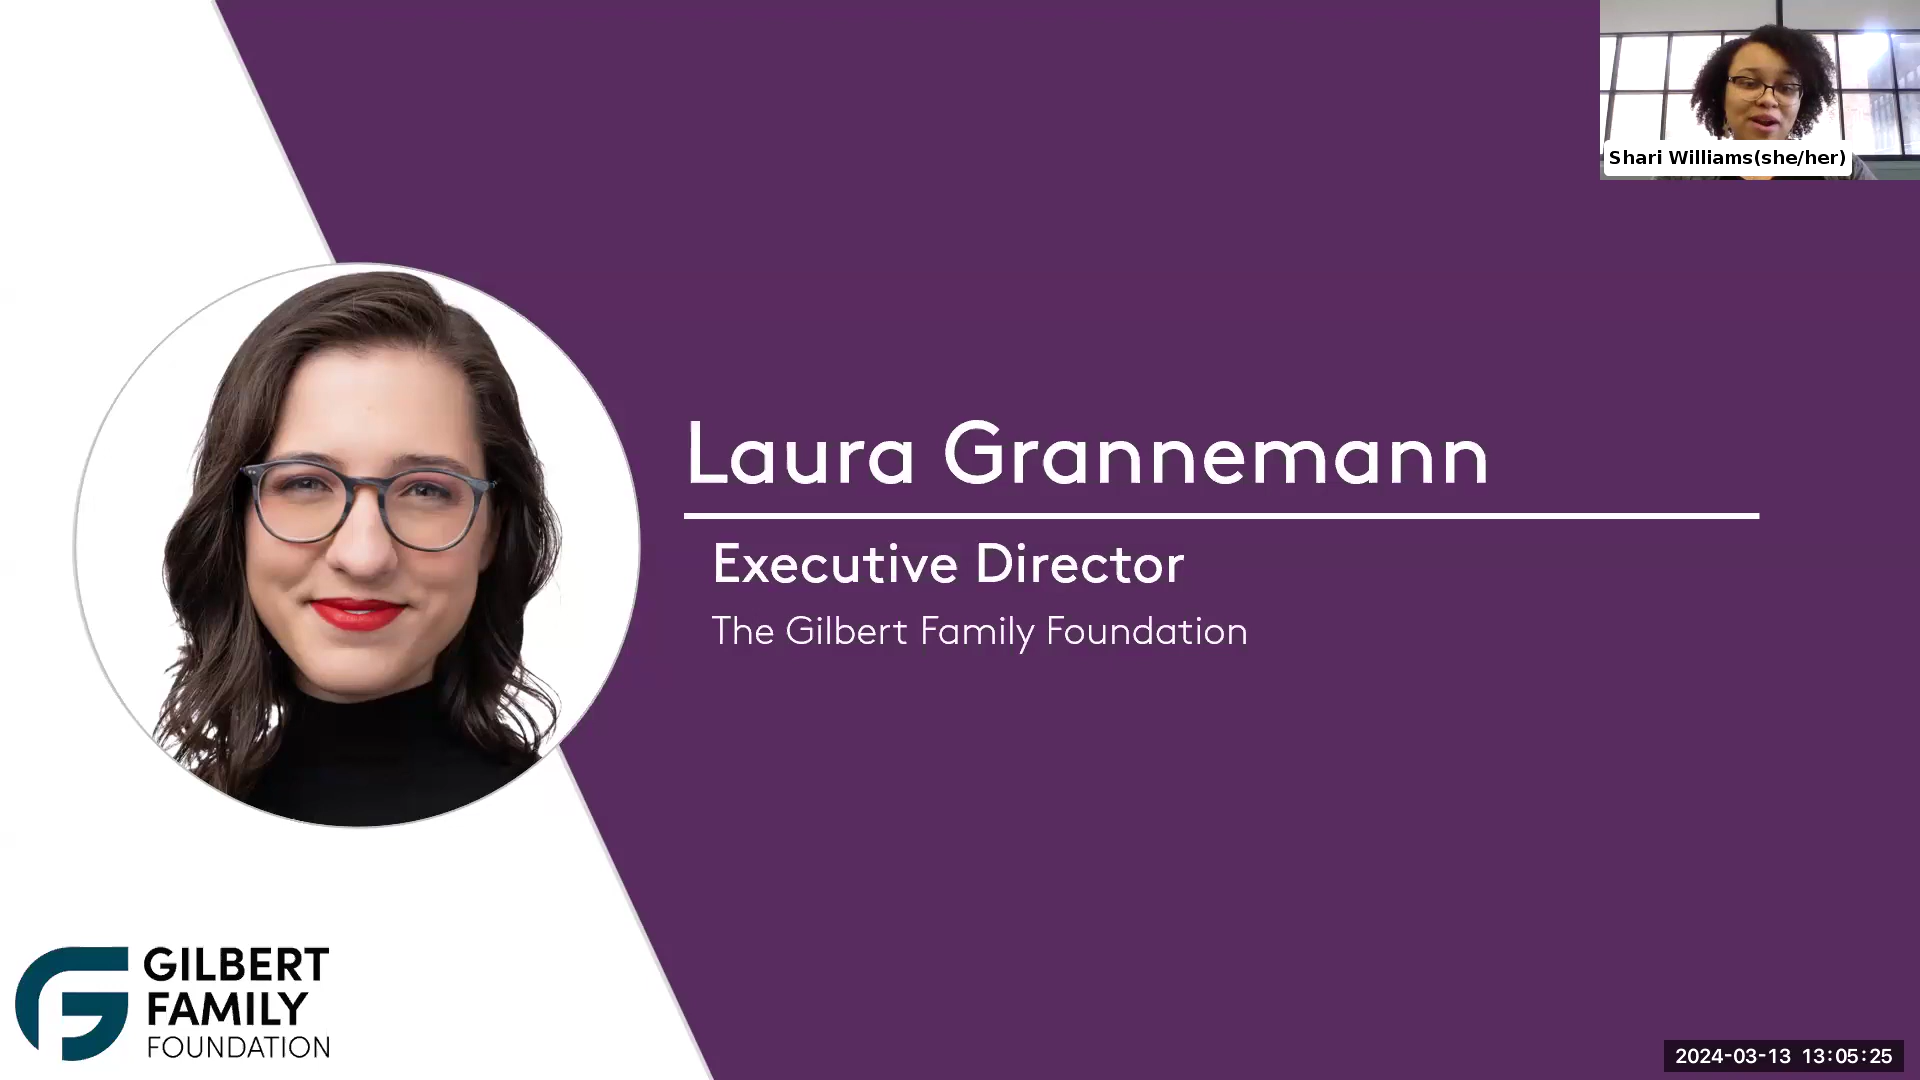 Shari Williams(she/her)
Laura Grannemann
Executive Director
The Gilbert Family Foundation
GILBERT
FAMILY
FOUNDATION
2024-03-13 13:05:25